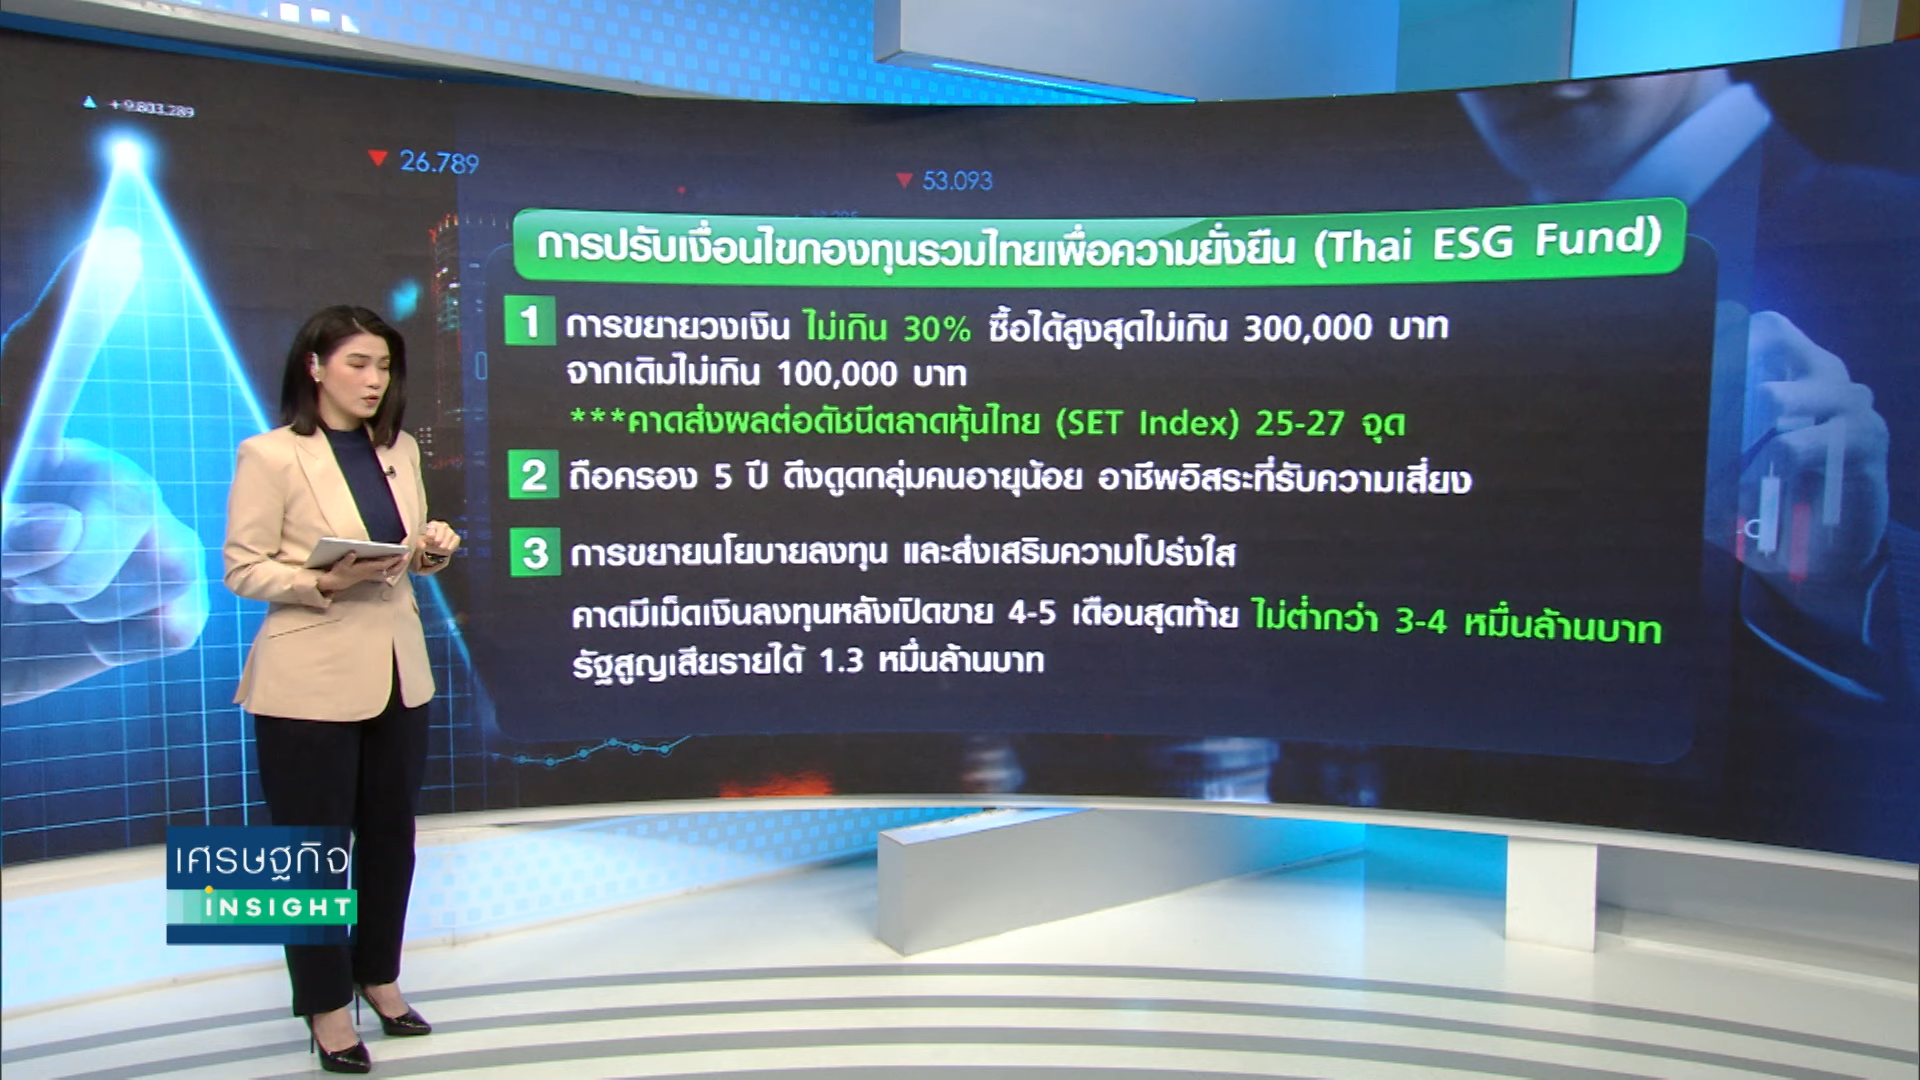 +9.803.289
26.789
53.093
การปรับเงื่อนไขกองทุนรวมไทยเพื่อความยั่งยืน (Thai ESG Fund)
1 การขยายวงเงิน ไม่เกิน 30% ซื้อได้สูงสุดไม่เกิน 300,000 บาท
จากเดิมไม่เกิน 100,000 บาท
***คาดส่งผลต่อดัชนีตลาดหุ้นไทย (SET Index) 25-27 จุด
2 ถือครอง 5 ปี ดึงดูดกลุ่มคนอายุน้อย อาชีพอิสระที่รับความเสี่ยง
3 การขยายนโยบายลงทุน และส่งเสริมความโปร่งใส
คาดมีเม็ดเงินลงทุนหลังเปิดขาย 4-5 เดือนสุดท้าย ไม่ต่ำกว่า 3-4 หมื่นล้านบาท
รัฐสูญเสียรายได้ 1.3 หมื่นล้านบาท
เศรษฐกิจ
iNSIGHT